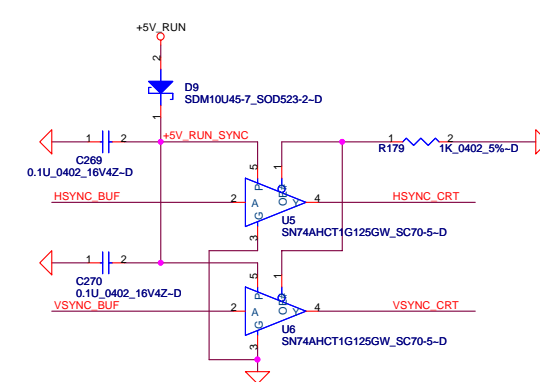 +5V_RUN
2
D9
SDM10U45-7_SOD523-2~D
1
+5V_RUN_SYNC
1 2
C269
0.1U_0402_16V4Z~D
5
1
R179
1 2
1K_0402_5%~D
HSYNC_BUF
2
P
OE#
A
Y
G
4
HSYNC_CRT
3
U5
SN74AHCT1G125GW_SC70-5~D
1 2
C270
0.1U_0402_16V4Z~D
5
1
VSYNC_BUF
2
P
OE#
A
Y
G
4
VSYNC_CRT
3
U6
SN74AHCT1G125GW_SC70-5~D